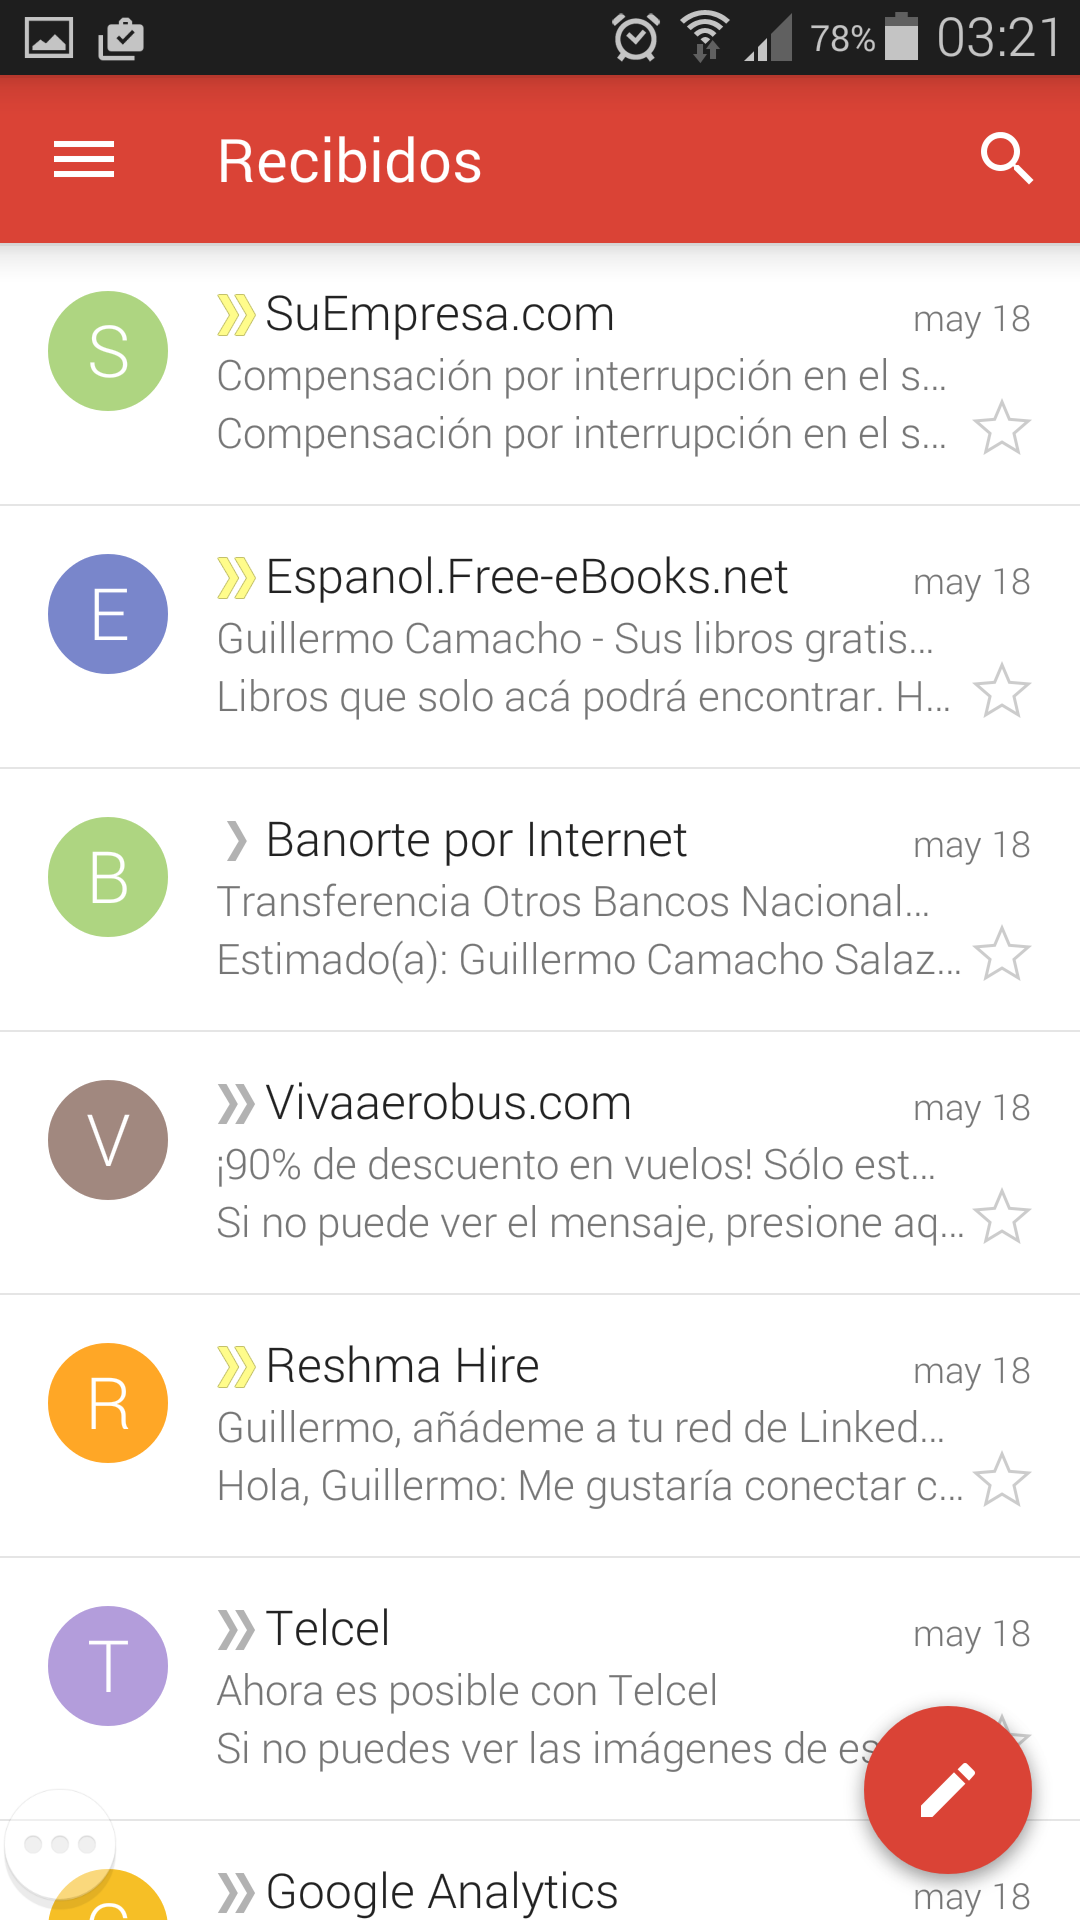 78% 03:21
Recibidos
S SuEmpresa.com may 18
Compensación por interrupción en el s...
Compensación por interrupción en el s...
E Espanol.Free-eBooks.net may 18
Guillermo Camacho - Sus libros gratis...
Libros que solo acá podrá encontrar. H...
B Banorte por Internet may 18
Transferencia Otros Bancos Nacional...
Estimado(a): Guillermo Camacho Salaz...
V Vivaaerobus.com may 18
¡90% de descuento en vuelos! Sólo est...
Si no puede ver el mensaje, presione aq...
R Reshma Hire may 18
Guillermo, añádeme a tu red de Linked...
Hola, Guillermo: Me gustaría conectar c...
T Telcel may 18
Ahora es posible con Telcel
Si no puedes ver las imágenes de es
G Google Analytics may 18